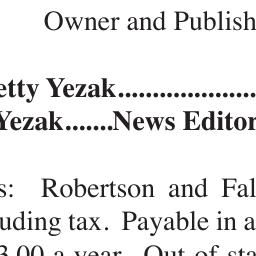 Owner and Publish
etty Yezak....................
Yezak.......News Editor
s: Robertson and Fal
uding tax. Payable in a
3.00 a year. Out of sta